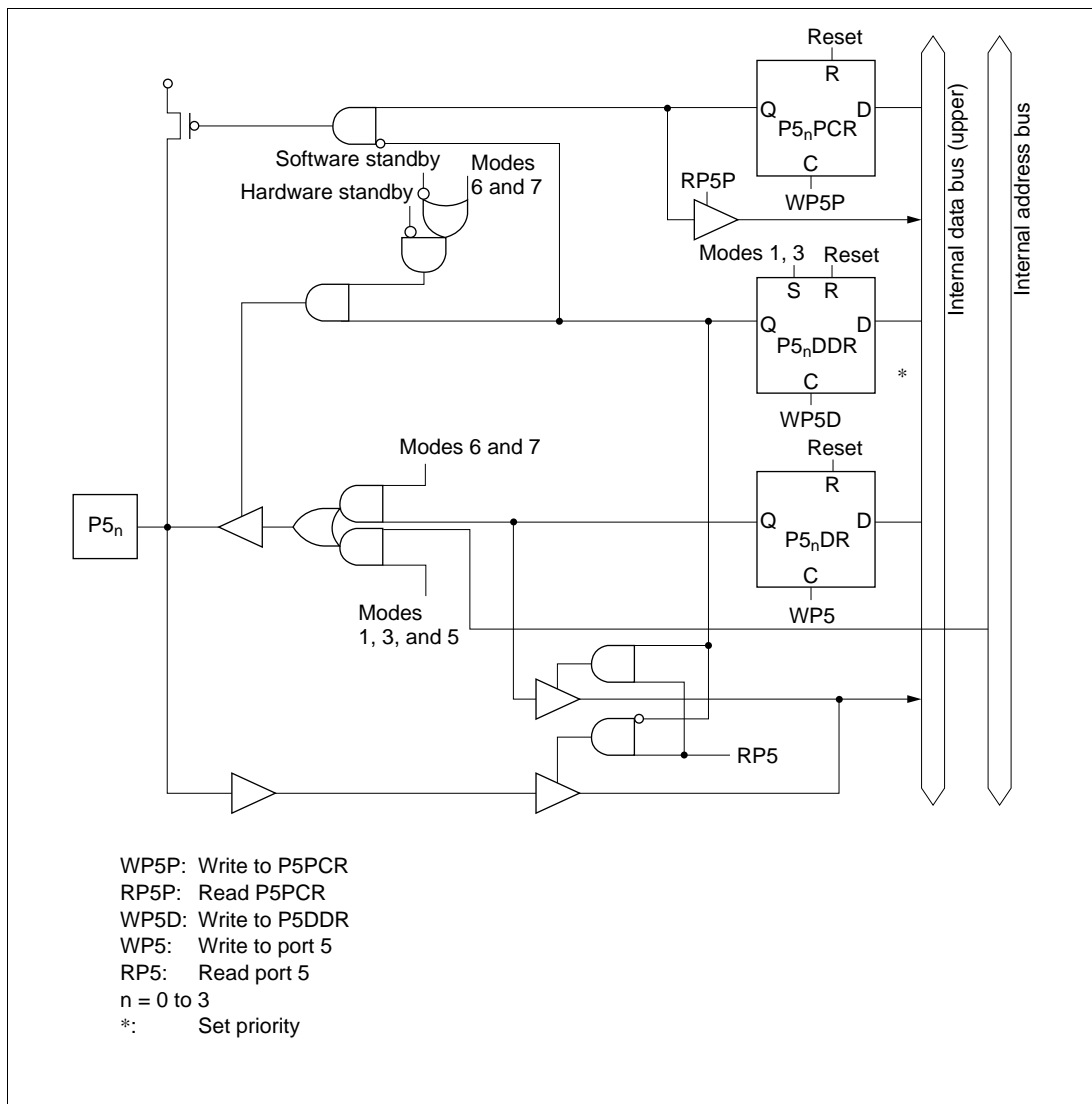 Reset
R
Q D
P5nPCR
C
WP5P
RP5P
Software standby
Hardware standby
Modes
6 and 7
Modes 1, 3
Reset
S R
Q D
P5nDDR
C
WP5D
*
Modes 6 and 7
Reset
R
Q D
P5nDR
C
WP5
P5n
Modes
1, 3, and 5
RP5
Internal data bus (upper)
Internal address bus
WP5P: Write to P5PCR
RP5P: Read P5PCR
WP5D: Write to P5DDR
WP5: Write to port 5
RP5: Read port 5
n = 0 to 3
*: Set priority